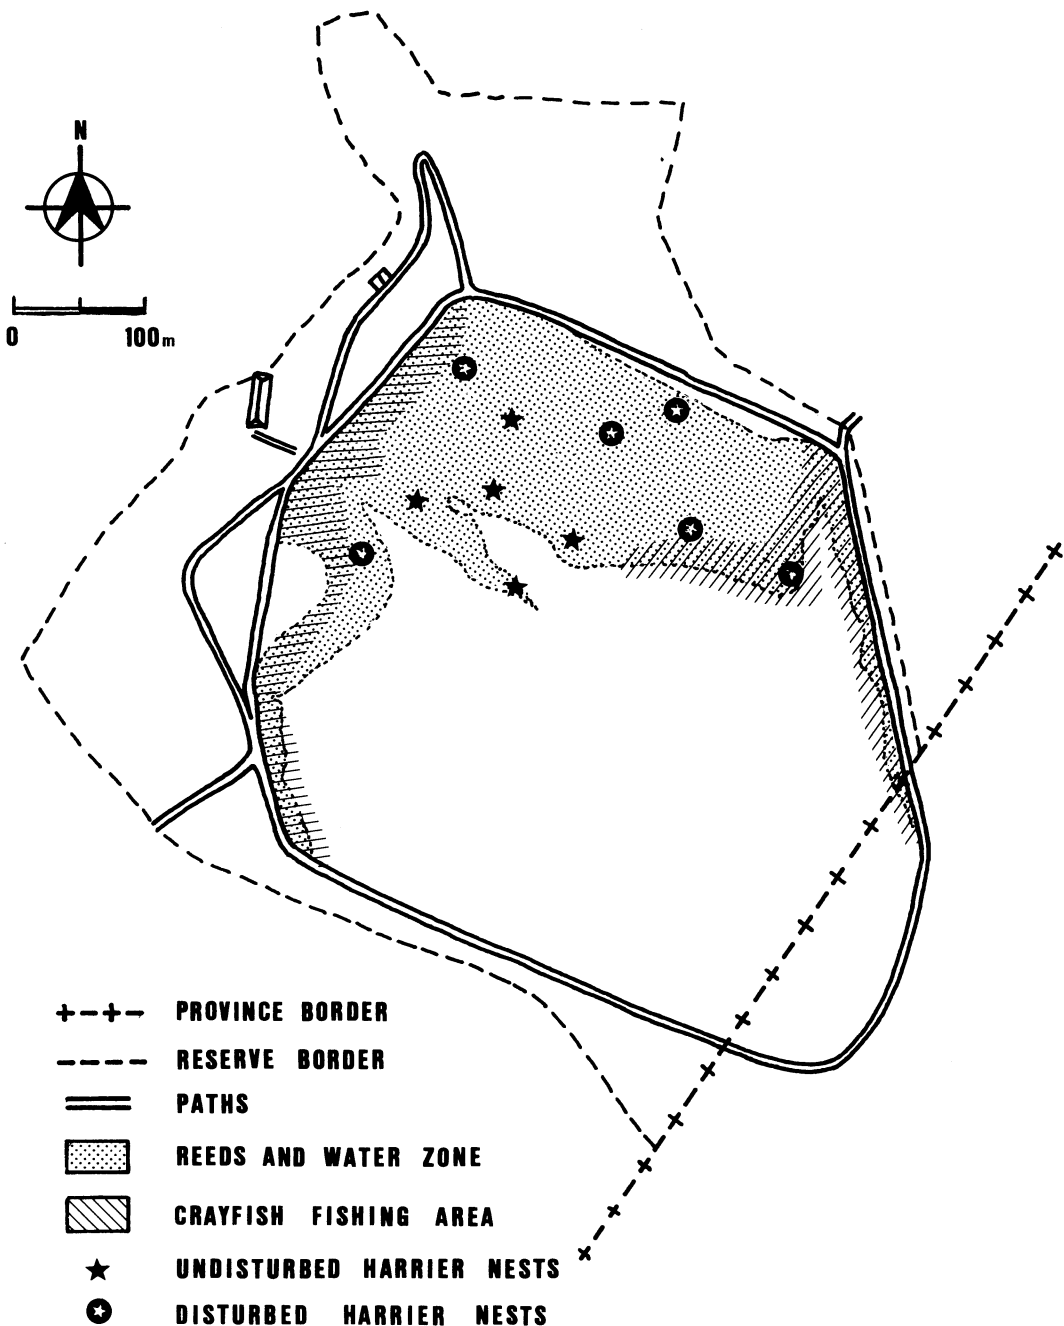 N
0 100m
PROVINCE BORDER
RESERVE BORDER
PATHS
REEDS AND WATER ZONE
CRAYFISH FISHING AREA
UNDISTURBED HARRIER NESTS
DISTURBED HARRIER NESTS